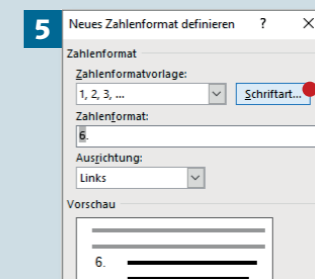 5
Neues Zahlenformat definieren ? X
Zahlenformat
Zahlenformatvorlage:
1, 2, 3, ...
Schriftart...
Zahlenformat:
6.
Ausrichtung:
Links
Vorschau
6.